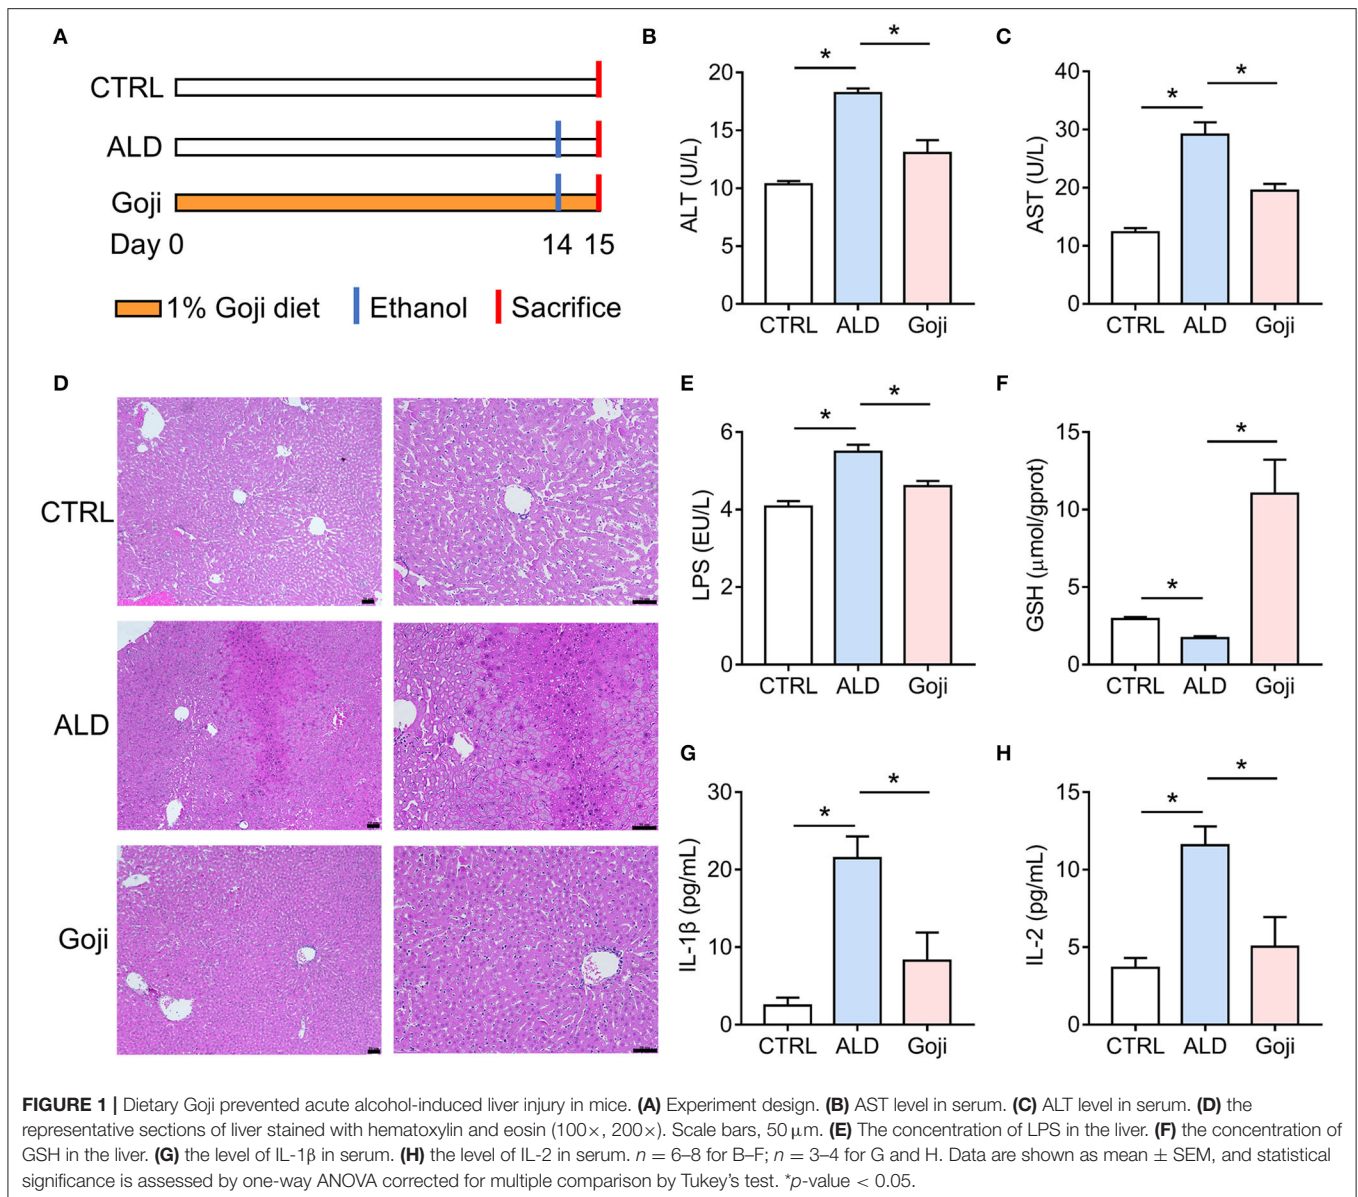 A
CTRL
ALD
Goji
Day 0 14 15
1% Goji diet Ethanol Sacrifice
B
* *
ALT (U/L)
20
15
10
5
0
CTRL ALD Goji
C
* *
AST (U/L)
40
30
20
10
0
CTRL ALD Goji
D
CTRL
ALD
Goji
E
* *
LPS (EU/L)
6
4
2
0
CTRL ALD Goji
F
* *
GSH (μmol/gprot)
15
10
5
0
CTRL ALD Goji
G
* *
IL-1β (pg/mL)
30
20
10
0
CTRL ALD Goji
H
* *
IL-2 (pg/mL)
15
10
5
0
CTRL ALD Goji
FIGURE 1 | Dietary Goji prevented acute alcohol-induced liver injury in mice. (A) Experiment design. (B) AST level in serum. (C) ALT level in serum. (D) the
representative sections of liver stained with hematoxylin and eosin (100×, 200×). Scale bars, 50 μm. (E) The concentration of LPS in the liver. (F) the concentration of
GSH in the liver. (G) the level of IL-1β in serum. (H) the level of IL-2 in serum. n = 6–8 for B–F; n = 3–4 for G and H. Data are shown as mean ± SEM, and statistical
significance is assessed by one-way ANOVA corrected for multiple comparison by Tukey's test. *p-value < 0.05.